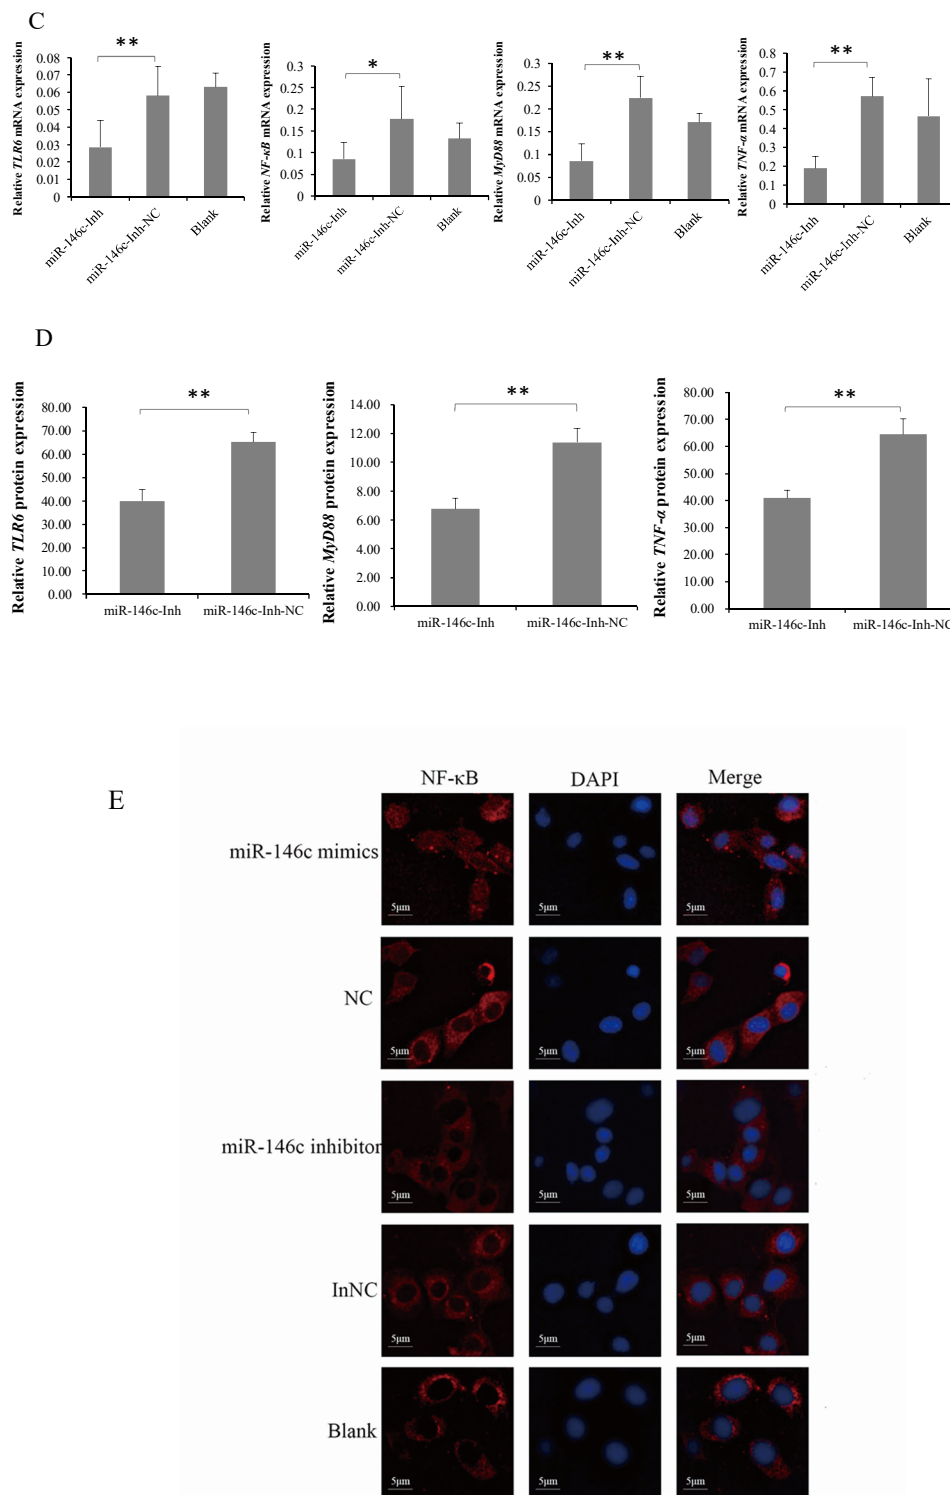 C
Relative TLR6 mRNA expression
0.08
0.07
0.06
0.05
0.04
0.03
0.02
0.01
0
**
miR-146c-Inh
miR-146c-Inh-NC
Blank
Relative NF-κB mRNA expression
0.3
0.25
0.2
0.15
0.1
0.05
0
*
miR-146c-Inh
miR-146c-Inh-NC
Blank
Relative MyD88 mRNA expression
0.3
0.25
0.2
0.15
0.1
0.05
0
**
miR-146c-Inh
miR-146c-Inh-NC
Blank
Relative TNF-α mRNA expression
0.8
0.7
0.6
0.5
0.4
0.3
0.2
0.1
0
**
miR-146c-Inh
miR-146c-Inh-NC
Blank
D
Relative TLR6 protein expression
80.00
70.00
60.00
50.00
40.00
30.00
20.00
10.00
0.00
**
miR-146c-Inh
miR-146c-Inh-NC
Relative MyD88 protein expression
14.00
12.00
10.00
8.00
6.00
4.00
2.00
0.00
**
miR-146c-Inh
miR-146c-Inh-NC
Relative TNF-α protein expression
80.00
70.00
60.00
50.00
40.00
30.00
20.00
10.00
0.00
**
miR-146c-Inh
miR-146c-Inh-NC
E
NF-κB DAPI Merge
miR-146c mimics
5μm 5μm 5μm
NC
5μm 5μm 5μm
miR-146c inhibitor
5μm 5μm 5μm
InNC
5μm 5μm 5μm
Blank
5μm 5μm 5μm